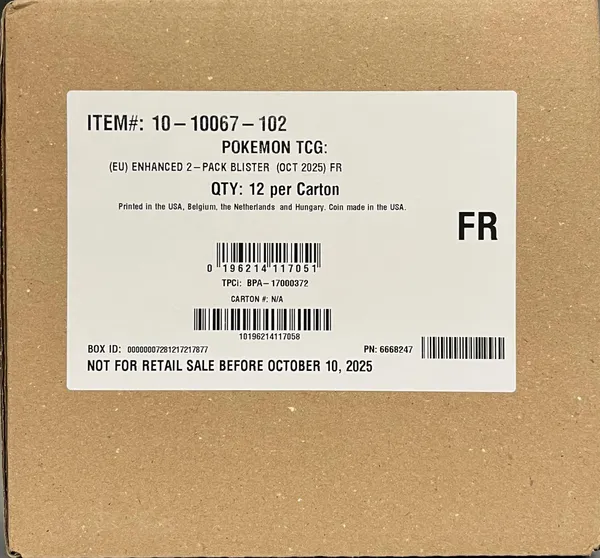 ITEM#: 10-10067-102
POKEMON TCG:
(EU) ENHANCED 2-PACK BLISTER (OCT 2025) FR
QTY: 12 per Carton
Printed in the USA, Belgium, the Netherlands and Hungary. Coin made in the USA.
FR
0 196214 117051
TPCi: BPA-17000372
CARTON #: N/A
10196214117058
BOX ID: 00000007281217217877
PN: 6668247
NOT FOR RETAIL SALE BEFORE OCTOBER 10, 2025